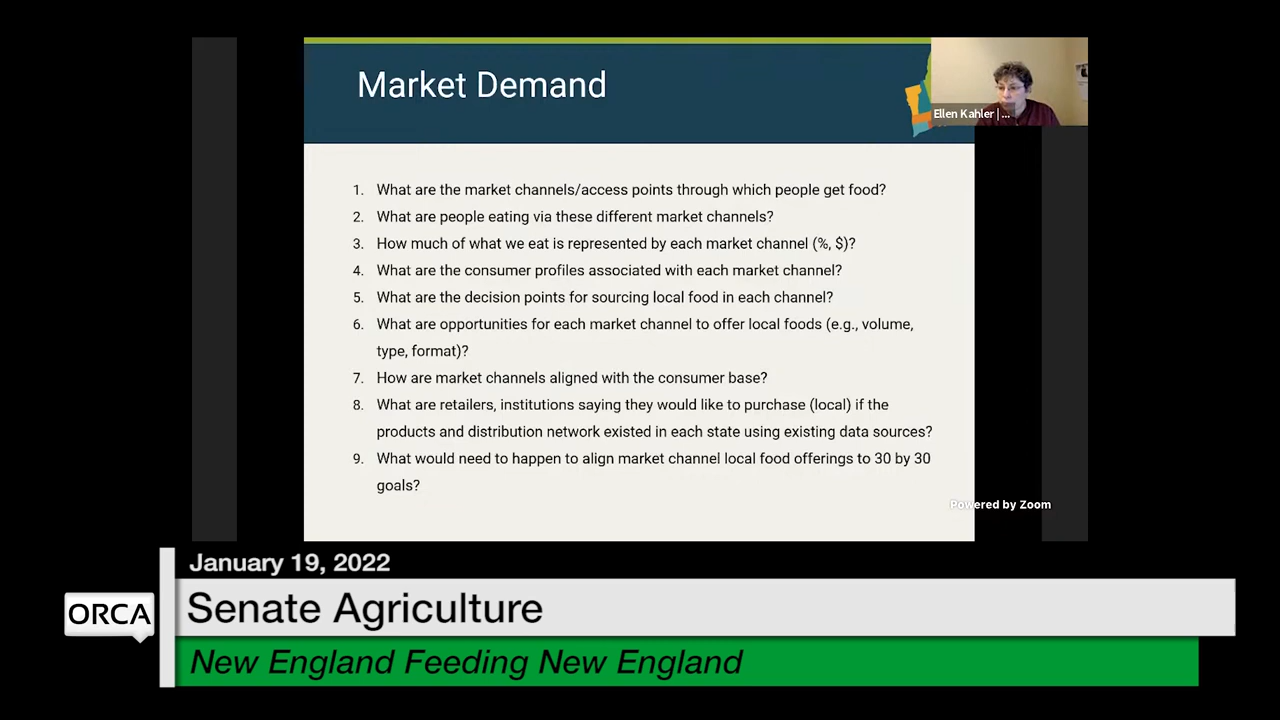 Market Demand
Ellen Kahler | ...
1. What are the market channels/access points through which people get food?
2. What are people eating via these different market channels?
3. How much of what we eat is represented by each market channel (%, $)?
4. What are the consumer profiles associated with each market channel?
5. What are the decision points for sourcing local food in each channel?
6. What are opportunities for each market channel to offer local foods (e.g., volume,
type, format)?
7. How are market channels aligned with the consumer base?
8. What are retailers, institutions saying they would like to purchase (local) if the
products and distribution network existed in each state using existing data sources?
9. What would need to happen to align market channel local food offerings to 30 by 30
goals?
Powered by Zoom
January 19, 2022
ORCA
Senate Agriculture
New England Feeding New England